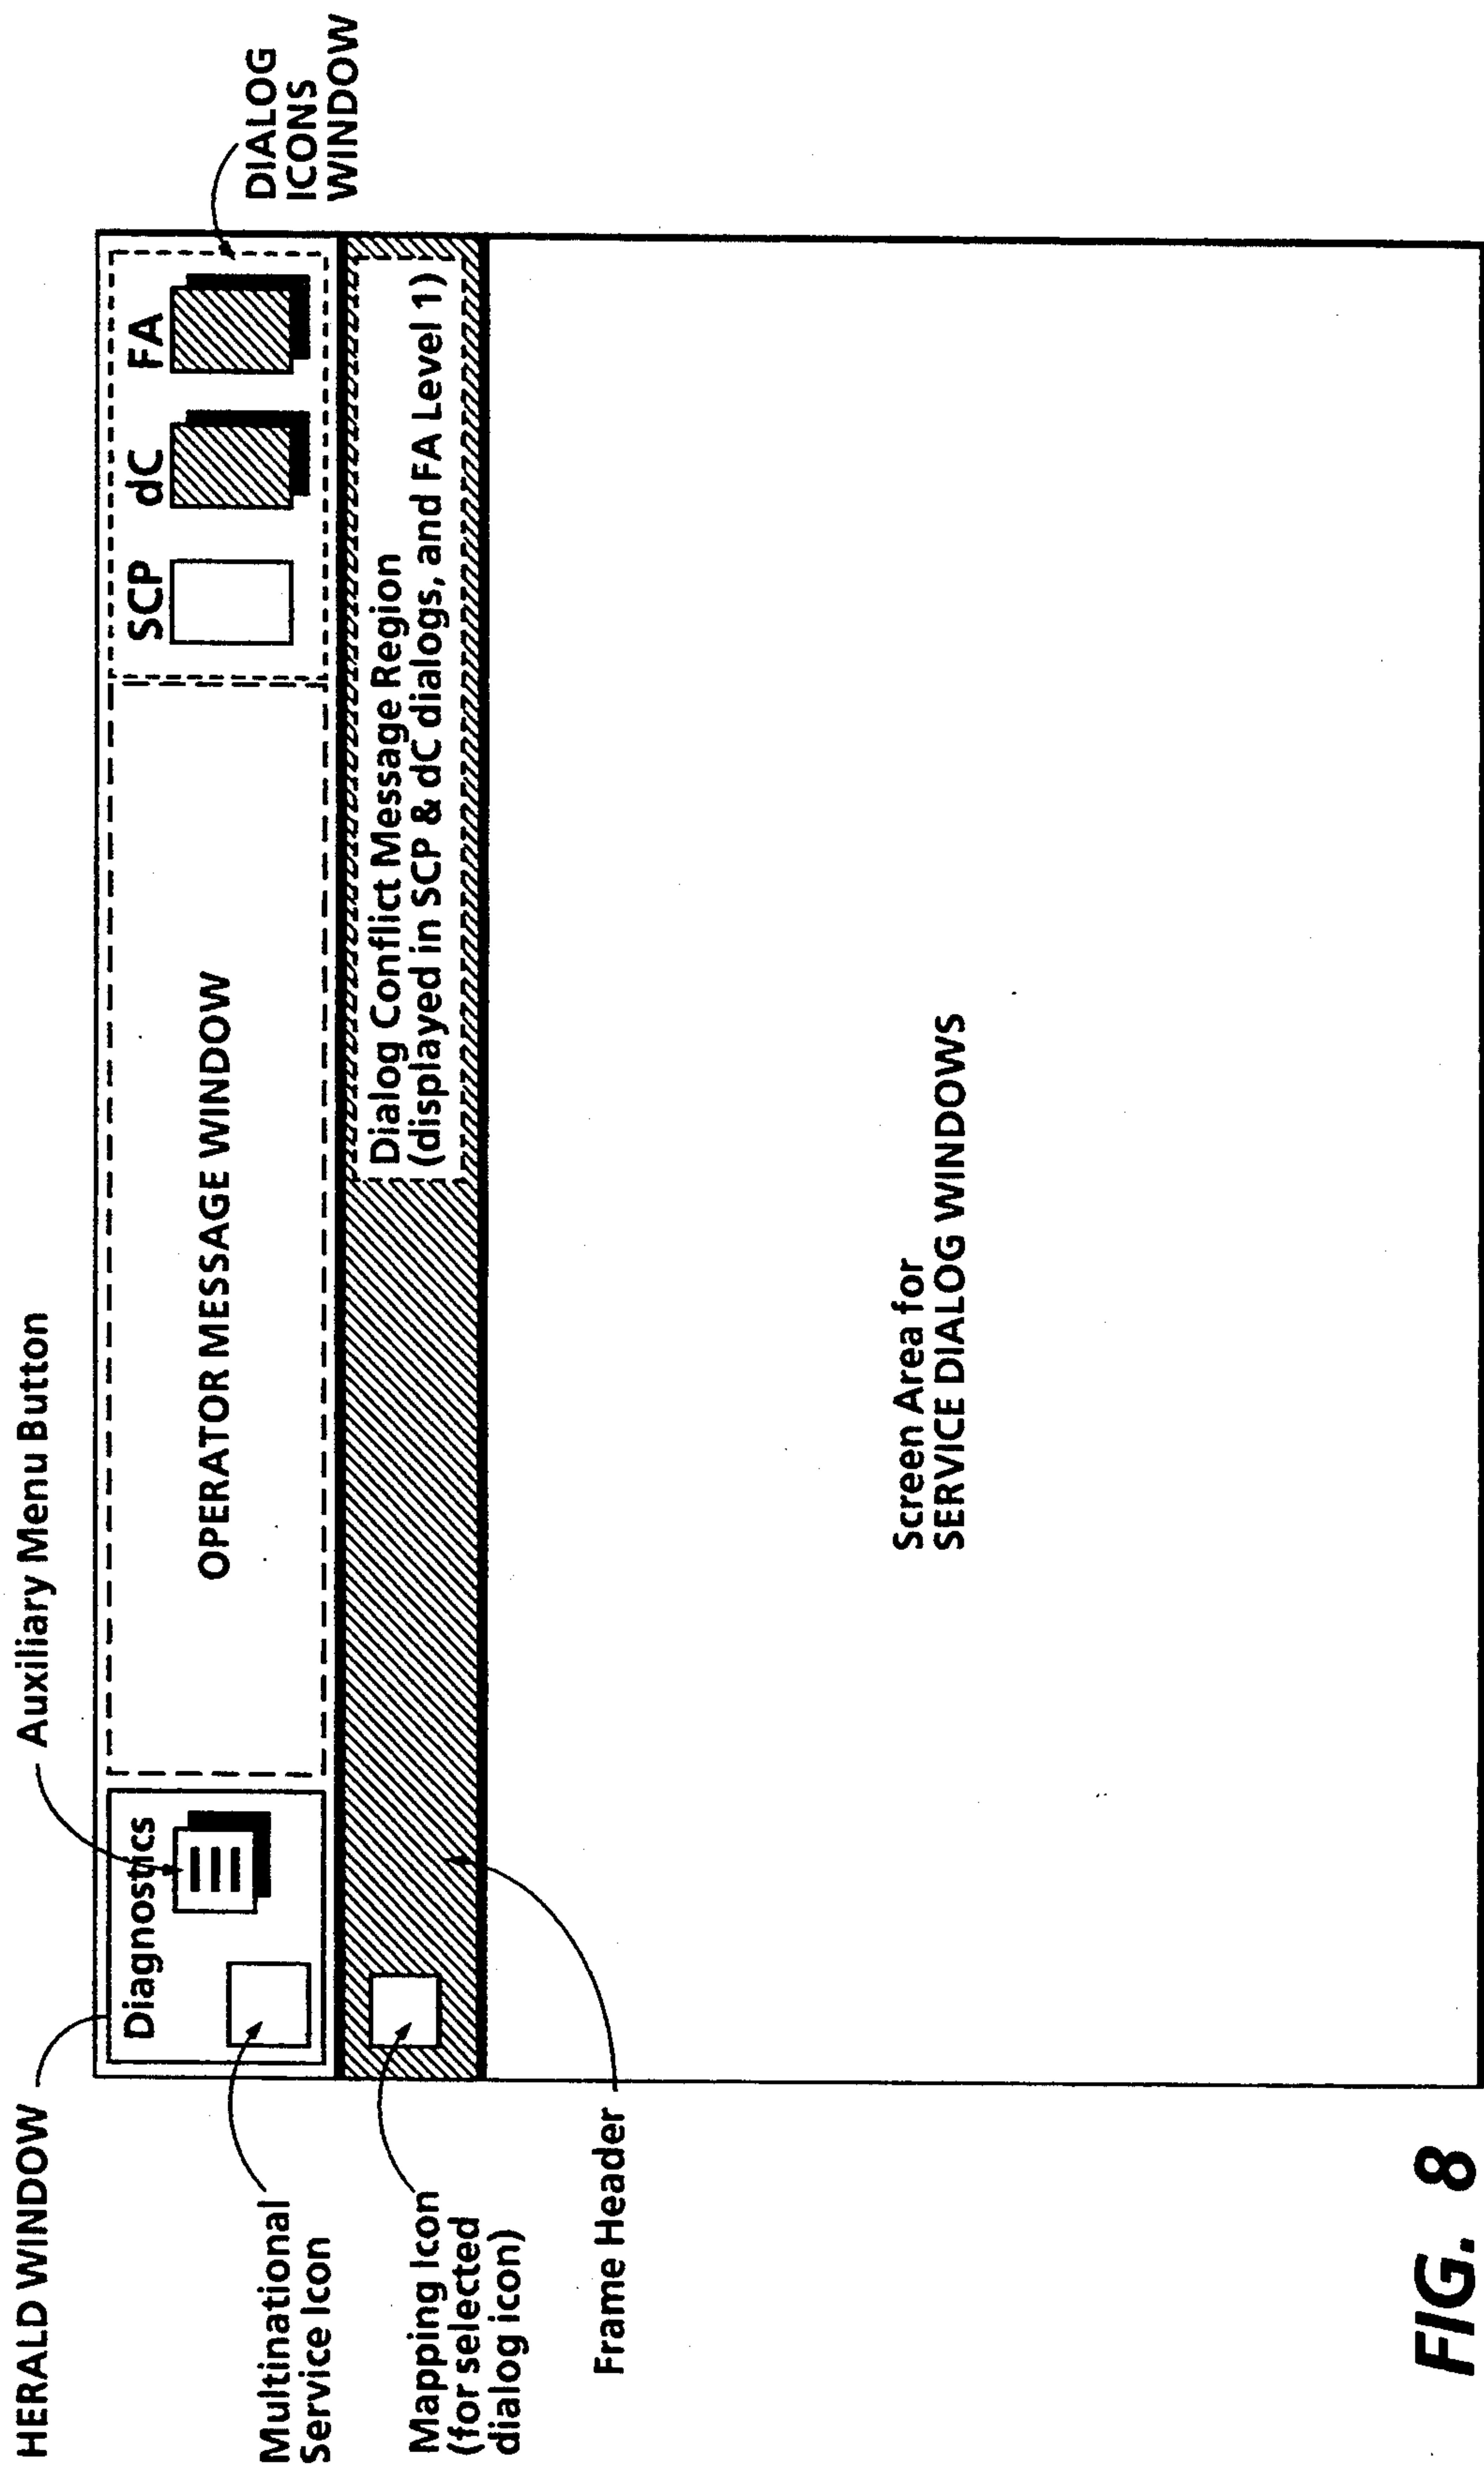 HERALD WINDOW
Auxiliary Menu Button
DIALOG
ICONS
WINDOW
Diagnostics
OPERATOR MESSAGE WINDOW
SCP
dC
FA
Multinational
Service Icon
Mapping Icon
(for selected
dialog icon)
Dialog Conflict Message Region
(displayed in SCP & dC dialogs, and FA Level 1)
Frame Header
Screen Area for
SERVICE DIALOG WINDOWS
FIG. 8